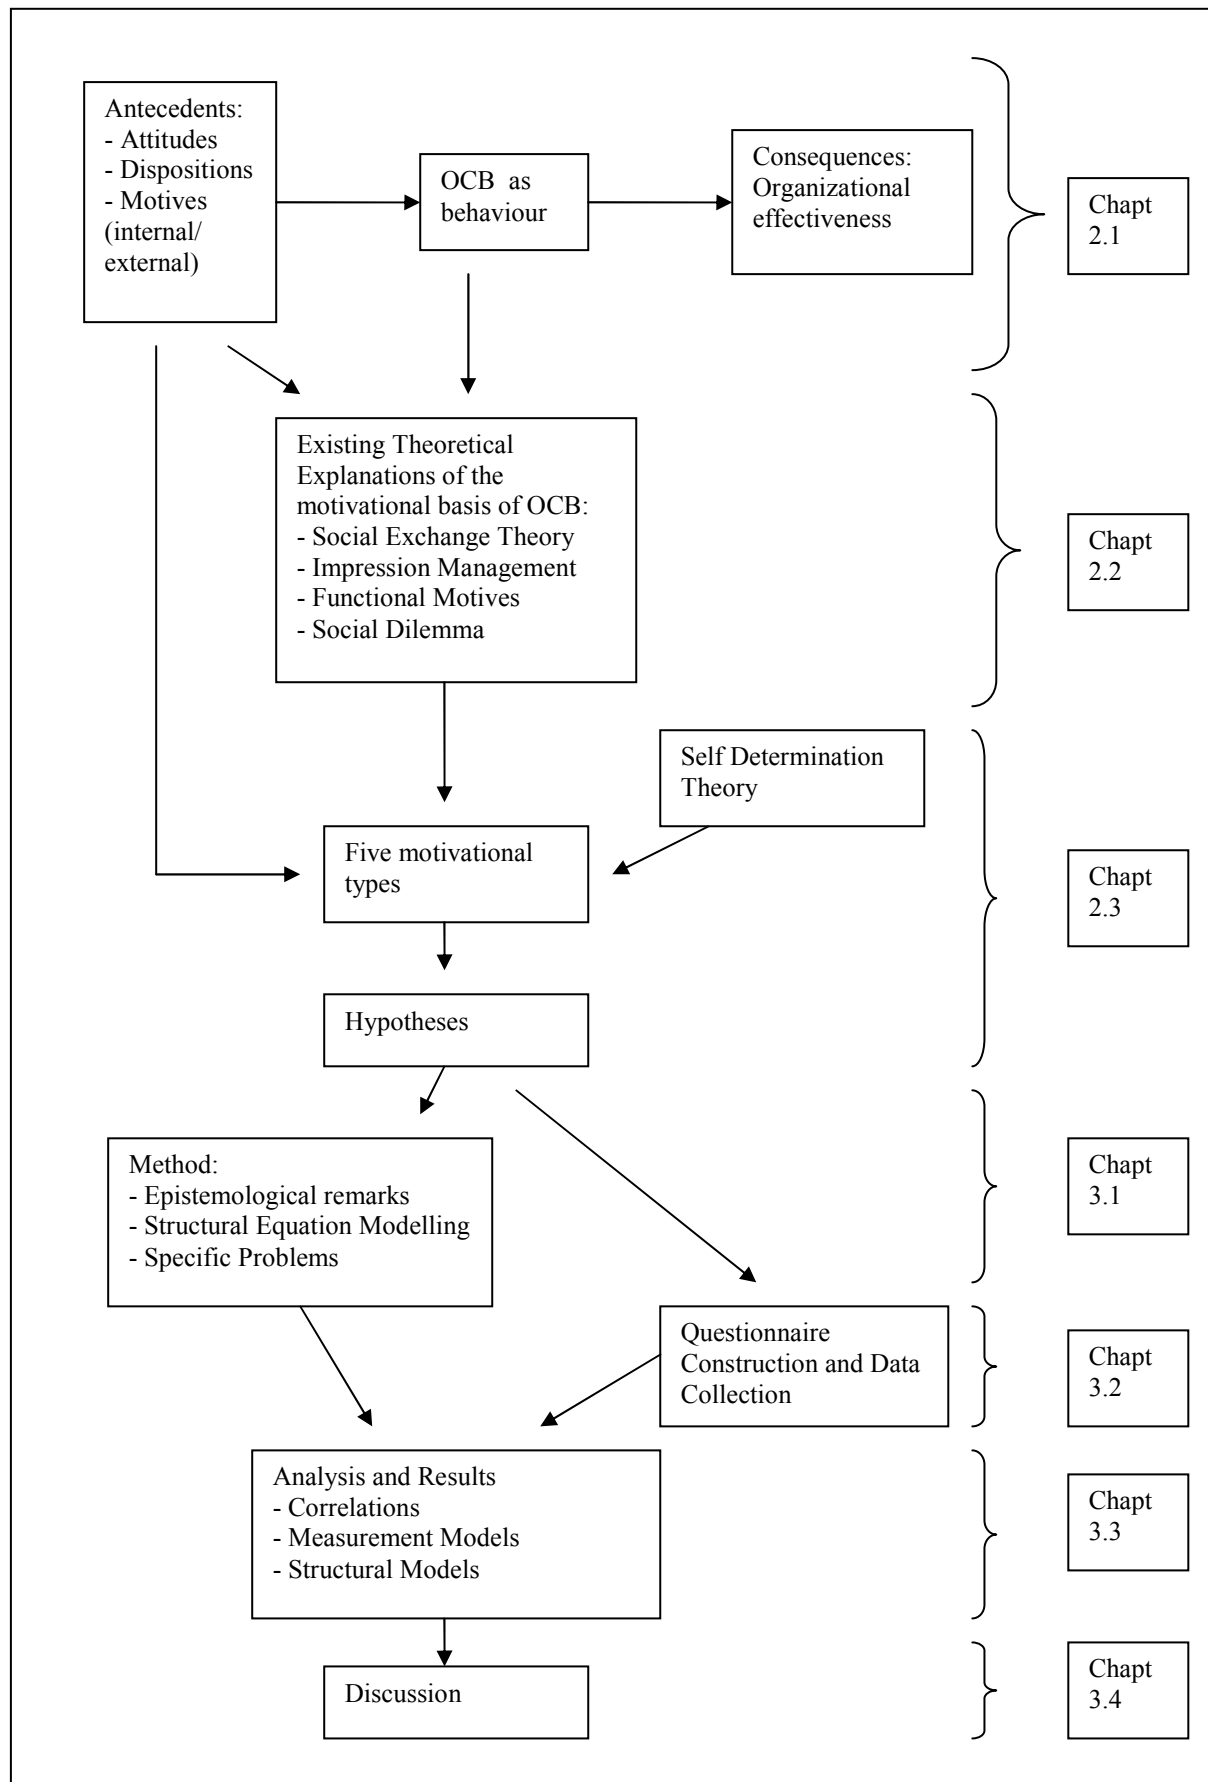 Antecedents:
- Attitudes
- Dispositions
- Motives
(internal/
external)
OCB as
behaviour
Consequences:
Organizational
effectiveness
Chapt
2.1
Existing Theoretical
Explanations of the
motivational basis of OCB:
- Social Exchange Theory
- Impression Management
- Functional Motives
- Social Dilemma
Chapt
2.2
Self Determination
Theory
Five motivational
types
Chapt
2.3
Hypotheses
Method:
- Epistemological remarks
- Structural Equation Modelling
- Specific Problems
Chapt
3.1
Questionnaire
Construction and Data
Collection
Chapt
3.2
Analysis and Results
- Correlations
- Measurement Models
- Structural Models
Chapt
3.3
Discussion
Chapt
3.4